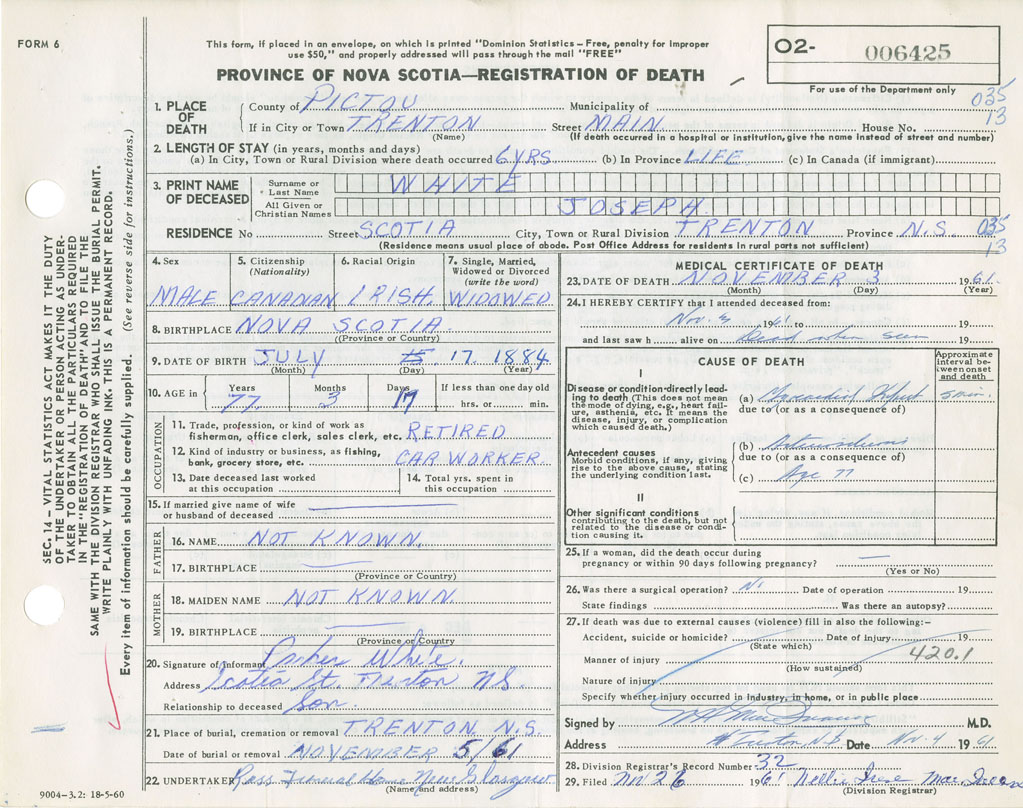 FORM 6
This form, if placed in an envelope, on which is printed "Dominion Statistics – Free, penalty for improper
use $50," and properly addressed will pass through the mail "FREE"
PROVINCE OF NOVA SCOTIA—REGISTRATION OF DEATH
O2- 006425
For use of the Department only
035
13
1. PLACE OF DEATH
County of PICTOU Municipality of
If in City or Town TRENTON Street MAIN House No.
(Name) (If death occurred in a hospital or institution, give the name instead of street and number)
2. LENGTH OF STAY (in years, months and days)
(a) In City, Town or Rural Division where death occurred 6 YRS (b) In Province LIFE (c) In Canada (if immigrant)
3. PRINT NAME OF DECEASED
Surname or Last Name WHITE
All Given or Christian Names JOSEPH
RESIDENCE No Street SCOTIA City, Town or Rural Division TRENTON Province N.S. 035
13
(Residence means usual place of abode. Post Office Address for residents in rural parts not sufficient)
4. Sex MALE
5. Citizenship (Nationality) CANADIAN
6. Racial Origin IRISH.
7. Single, Married, Widowed or Divorced (write the word) WIDOWED
8. BIRTHPLACE NOVA SCOTIA
(Province or Country)
9. DATE OF BIRTH JULY 17. 1884
(Month) (Day) (Year)
10. AGE in Years 77 Months 3 Days 17 If less than one day old
hrs. or min.
OCCUPATION
11. Trade, profession, or kind of work as
fisherman, office clerk, sales clerk, etc. RETIRED
12. Kind of industry or business, as fishing,
bank, grocery store, etc. CAR WORKER.
13. Date deceased last worked
at this occupation
14. Total yrs. spent in
this occupation
15. If married give name of wife
or husband of deceased
FATHER
16. NAME NOT KNOWN.
17. BIRTHPLACE
(Province or Country)
MOTHER
18. MAIDEN NAME NOT KNOWN.
19. BIRTHPLACE
(Province or Country
20. Signature of Informant Parker White.
Address Scotia St. Trenton N.S.
Relationship to deceased Son.
21. Place of burial, cremation or removal TRENTON N.S.
Date of burial or removal NOVEMBER 5/61
22. UNDERTAKER Ross Funeral Home New Glasgow
(Name and address)
9004-3.2: 18-5-60
MEDICAL CERTIFICATE OF DEATH
23. DATE OF DEATH NOVEMBER 3 1961.
(Month) (Day) (Year)
24. I HEREBY CERTIFY that I attended deceased from:
Nov. 3 1961 to 19
and last saw h alive on Dead when seen 19
CAUSE OF DEATH
Approximate interval between onset and death
I
Disease or condition directly leading to death (This does not mean the mode of dying, e.g., heart failure, asthenia, etc. It means the disease, injury, or complication which caused death.)
(a) Myocardial Infarct 5 min.
due to (or as a consequence of)
Antecedent causes
Morbid conditions, if any, giving rise to the above cause, stating the underlying condition last.
(b)
due to (or as a consequence of)
(c) Age 77
II
Other significant conditions
contributing to the death, but not related to the disease or condition causing it.
25. If a woman, did the death occur during
pregnancy or within 90 days following pregnancy?
(Yes or No)
26. Was there a surgical operation? Date of operation 19
State findings Was there an autopsy?
27. If death was due to external causes (violence) fill in also the following:–
Accident, suicide or homicide? Date of injury 19
(State which)
420.1
Manner of injury
(How sustained)
Nature of injury
Specify whether injury occurred in industry, in home, or in public place
Signed by M.D.
Address Trenton, N.S. Date Nov. 4 1961
28. Division Registrar's Record Number 32
29. Filed Nov 26 1961 Nellie
(Division Registrar)
SEC. 14 – VITAL STATISTICS ACT MAKES IT THE DUTY
OF THE UNDERTAKER OR PERSON ACTING AS UNDERTAKER
TO OBTAIN ALL THE PARTICULARS REQUIRED
IN THE "REGISTRATION OF DEATH" AND TO FILE THE
SAME WITH THE DIVISION REGISTRAR WHO SHALL ISSUE THE BURIAL PERMIT.
WRITE PLAINLY WITH UNFADING INK. THIS IS A PERMANENT RECORD.
Every item of information should be carefully supplied. (See reverse side for instructions.)